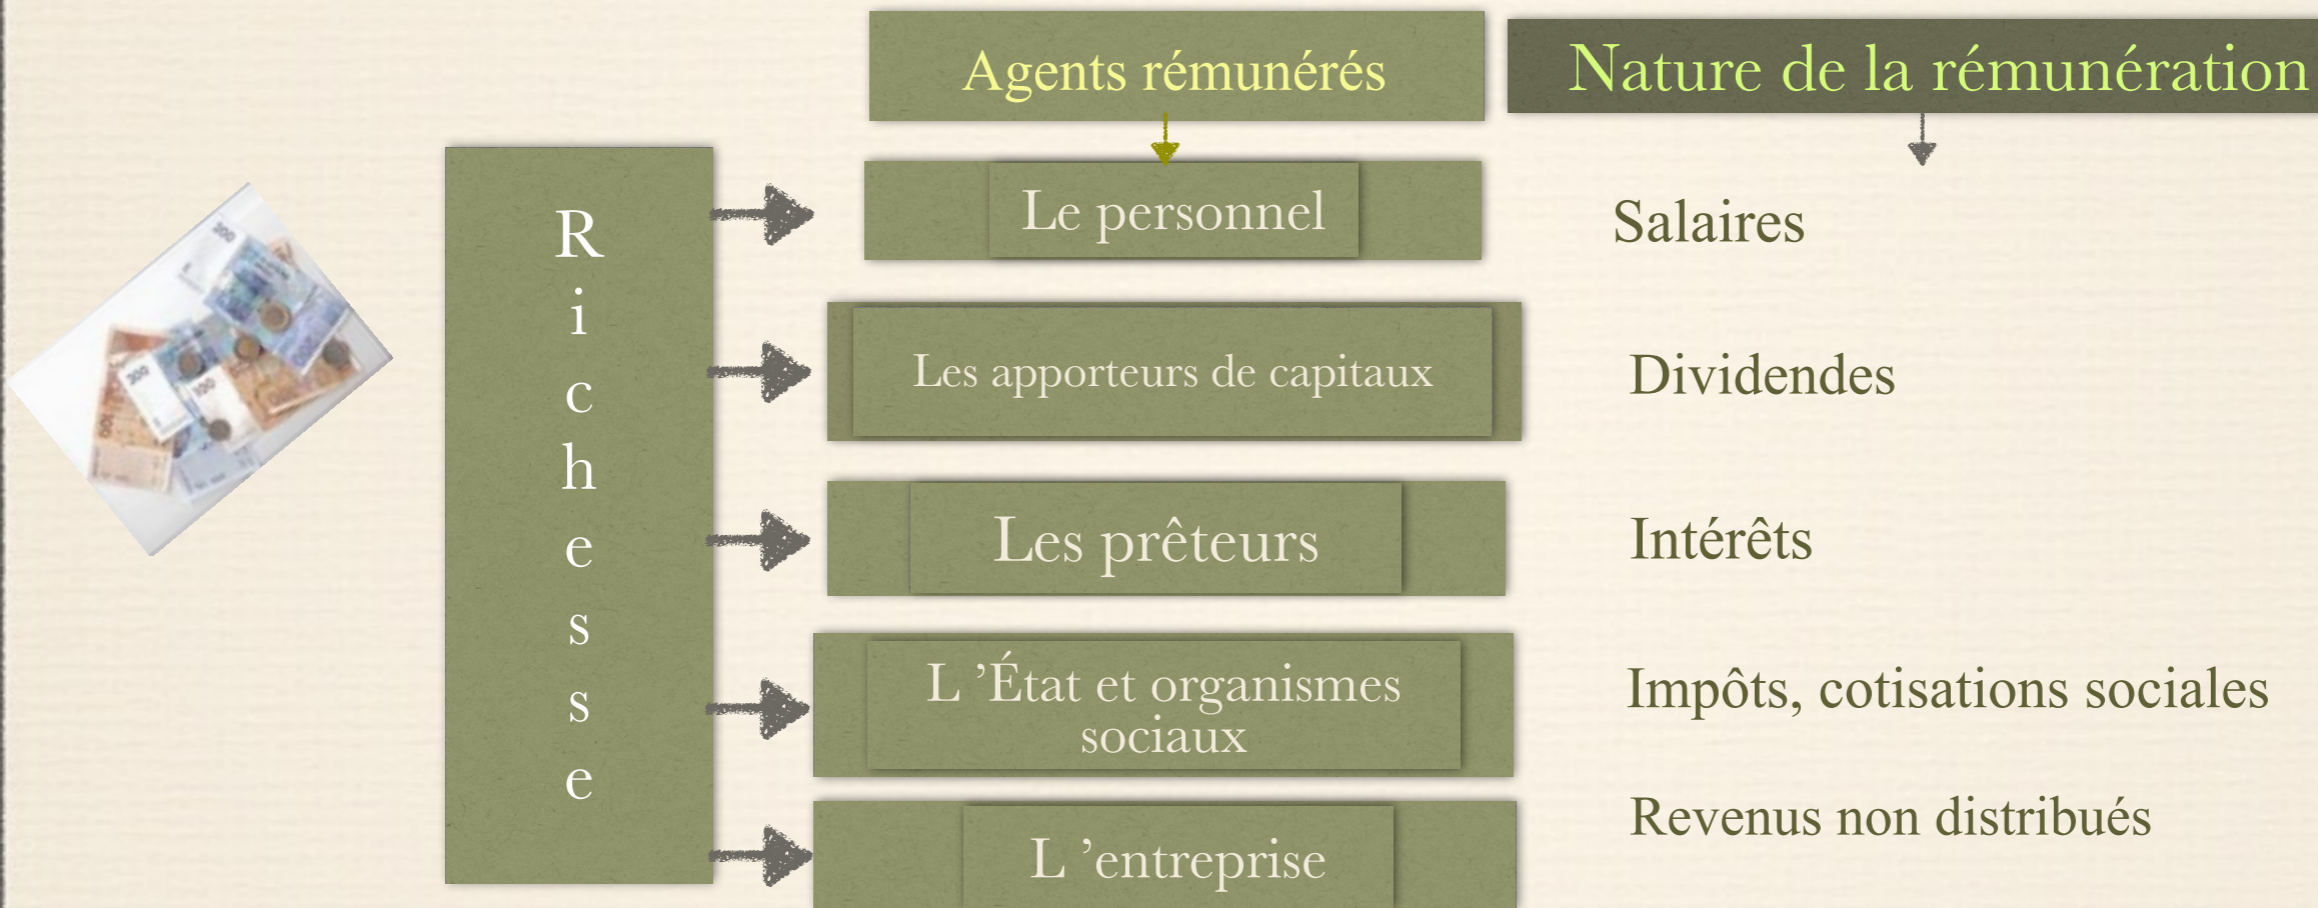 Agents rémunérés
Nature de la rémunération
Richesse
Le personnel
Salaires
Les apporteurs de capitaux
Dividendes
Les prêteurs
Intérêts
L ’État et organismes
sociaux
Impôts, cotisations sociales
L ’entreprise
Revenus non distribués